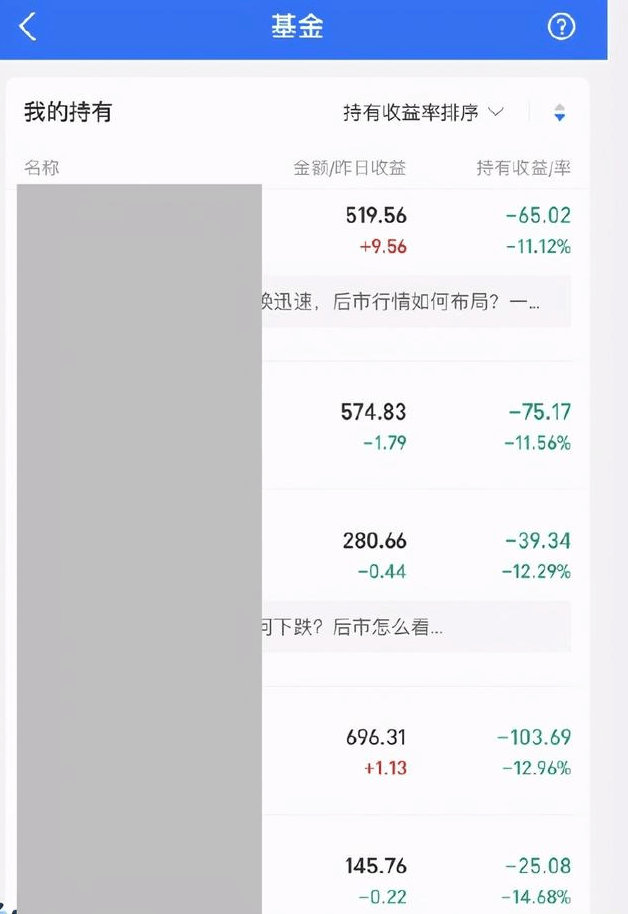 基金
我的持有 持有收益率排序
名称 金额/昨日收益 持有收益/率
519.56 -65.02
+9.56 -11.12%
迅速，后市行情如何布局？一...
574.83 -75.17
-1.79 -11.56%
280.66 -39.34
-0.44 -12.29%
下跌？后市怎么看...
696.31 -103.69
+1.13 -12.96%
145.76 -25.08
-0.22 -14.68%